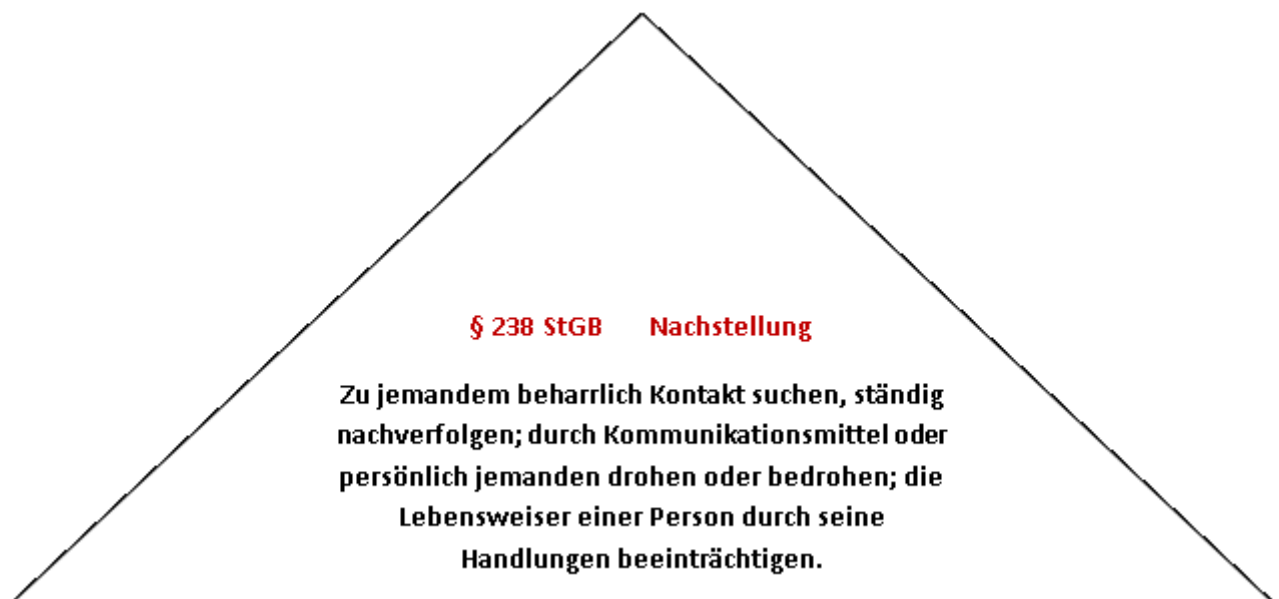 § 238 StGB Nachstellung
Zu jemandem beharrlich Kontakt suchen, ständig
nachverfolgen; durch Kommunikationsmittel oder
persönlich jemanden drohen oder bedrohen; die
Lebensweiser einer Person durch seine
Handlungen beeinträchtigen.